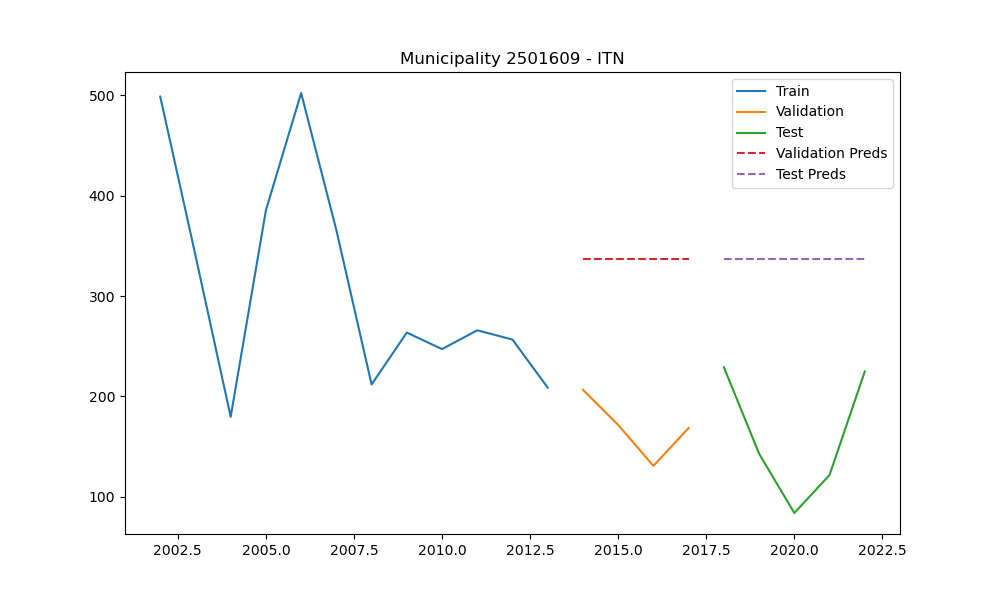 Municipality 2501609 - ITN
500
400
300
200
100
2002.5 2005.0 2007.5 2010.0 2012.5 2015.0 2017.5 2020.0 2022.5
Train
Validation
Test
Validation Preds
Test Preds